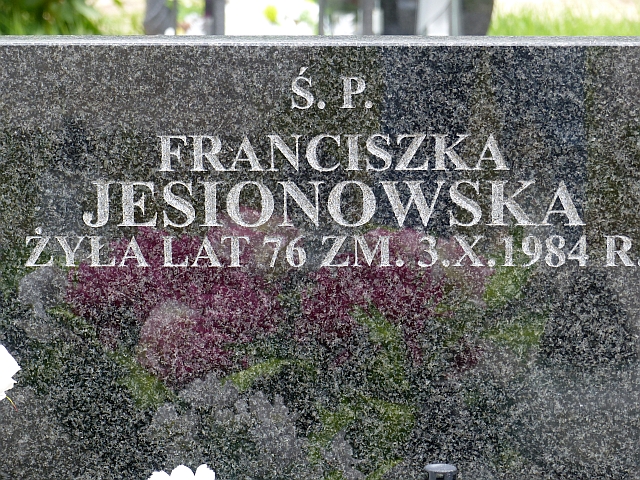 Ś. P.
FRANCISZKA
JESIONOWSKA
ŻYŁA LAT 76 ZM. 3.X.1984 R.